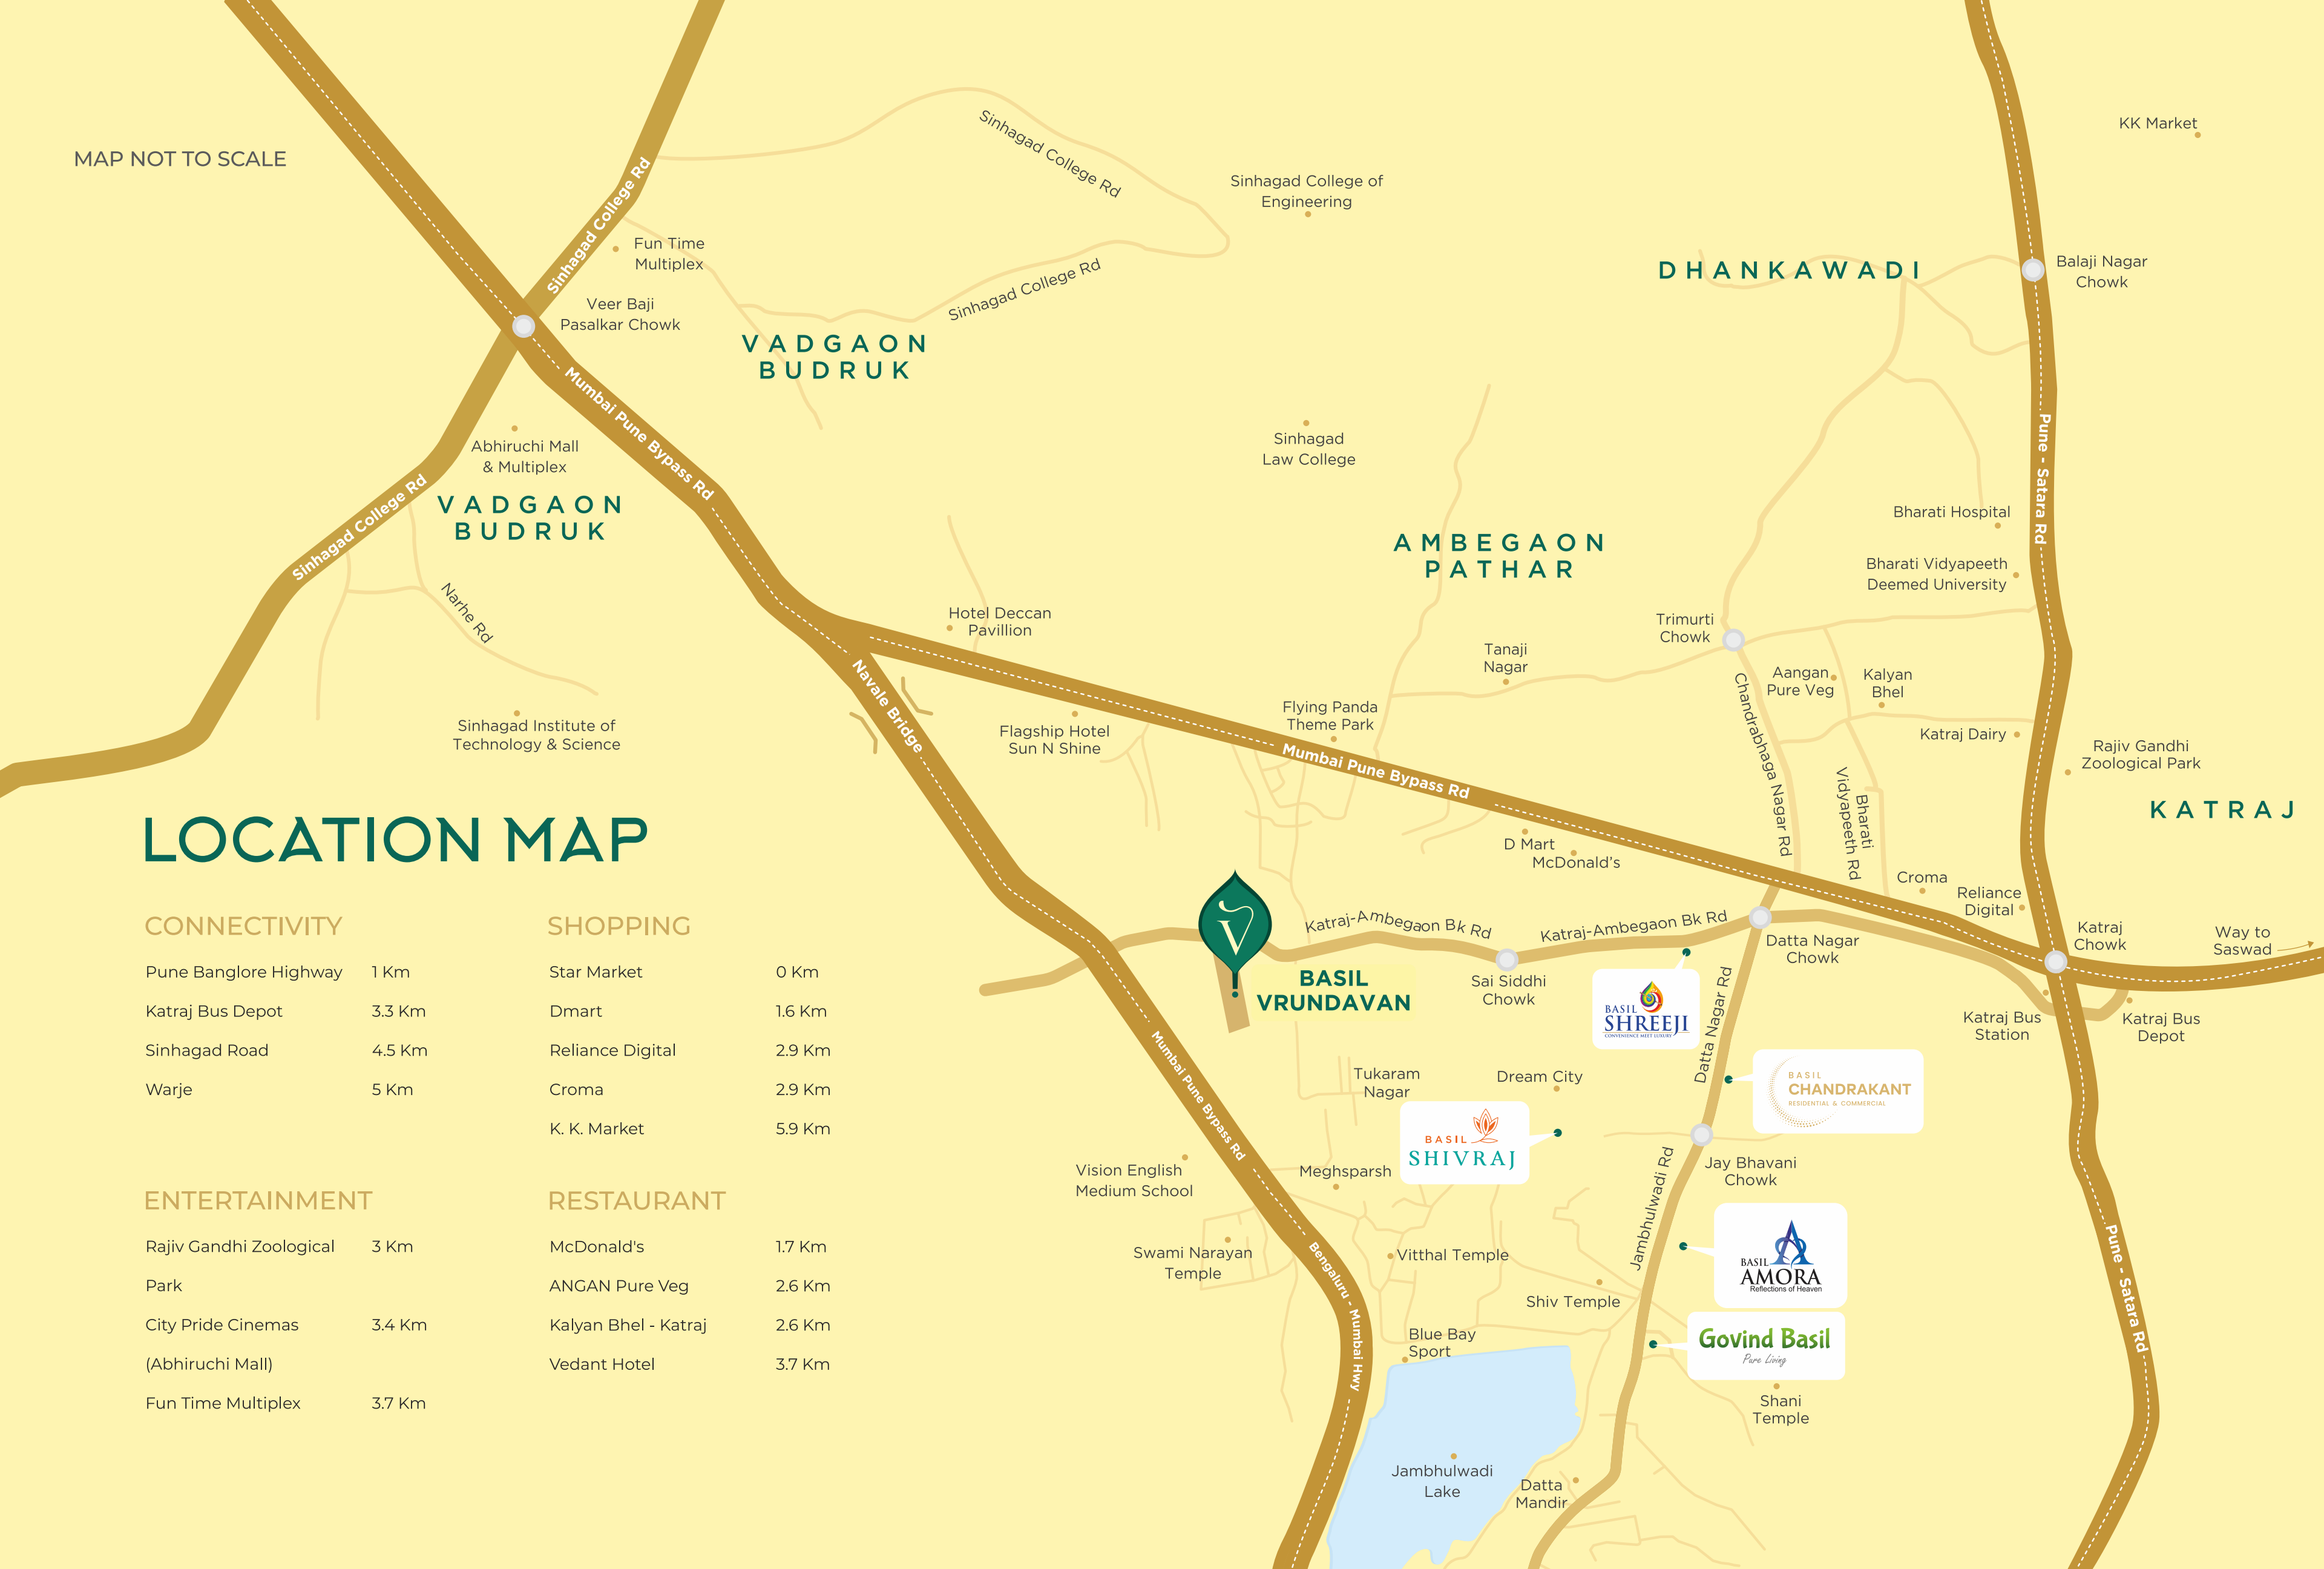 MAP NOT TO SCALE
Sinhagad College Rd
Sinhagad College Rd
Sinhagad College Rd
Sinhagad College Rd
Fun Time
Multiplex
Veer Baji
Pasalkar Chowk
VADGAON
BUDRUK
Mumbai Pune Bypass Rd
Abhiruchi Mall
& Multiplex
VADGAON
BUDRUK
Narhe Rd
Sinhagad Institute of
Technology & Science
Sinhagad College of
Engineering
Sinhagad
Law College
KK Market
DHANKAWADI
Balaji Nagar
Chowk
Pune - Satara Rd
AMBEGAON
PATHAR
Bharati Hospital
Bharati Vidyapeeth
Deemed University
Hotel Deccan
Pavillion
Trimurti
Chowk
Tanaji
Nagar
Aangan
Pure Veg
Kalyan
Bhel
Navale Bridge
Flagship Hotel
Sun N Shine
Flying Panda
Theme Park
Mumbai Pune Bypass Rd
Chandrabhaga Nagar Rd
Katraj Dairy
Rajiv Gandhi
Zoological Park
Bharati
Vidyapeeth Rd
KATRAJ
D Mart
McDonald's
Croma
Reliance
Digital
Katraj
Chowk
Way to
Saswad
Katraj-Ambegaon Bk Rd
Katraj-Ambegaon Bk Rd
Datta Nagar
Chowk
V
BASIL
VRUNDAVAN
Sai Siddhi
Chowk
BASIL
SHREEJI
CONVENIENCE MEET LUXURY
Datta Nagar Rd
Katraj Bus
Station
Katraj Bus
Depot
Mumbai Pune Bypass Rd
Tukaram
Nagar
Dream City
BASIL
CHANDRAKANT
RESIDENTIAL & COMMERCIAL
BASIL
SHIVRAJ
Vision English
Medium School
Meghsparsh
Jay Bhavani
Chowk
Jambhulwadi Rd
Swami Narayan
Temple
Vitthal Temple
BASIL
AMORA
Reflections of Heaven
Bengaluru - Mumbai Hwy
Shiv Temple
Pune - Satara Rd
Blue Bay
Sport
Govind Basil
Pure Living
Shani
Temple
Jambhulwadi
Lake
Datta
Mandir
LOCATION MAP
CONNECTIVITY
Pune Banglore Highway 1 Km
Katraj Bus Depot 3.3 Km
Sinhagad Road 4.5 Km
Warje 5 Km
SHOPPING
Star Market 0 Km
Dmart 1.6 Km
Reliance Digital 2.9 Km
Croma 2.9 Km
K. K. Market 5.9 Km
ENTERTAINMENT
Rajiv Gandhi Zoological 3 Km
Park
City Pride Cinemas 3.4 Km
(Abhiruchi Mall)
Fun Time Multiplex 3.7 Km
RESTAURANT
McDonald's 1.7 Km
ANGAN Pure Veg 2.6 Km
Kalyan Bhel - Katraj 2.6 Km
Vedant Hotel 3.7 Km